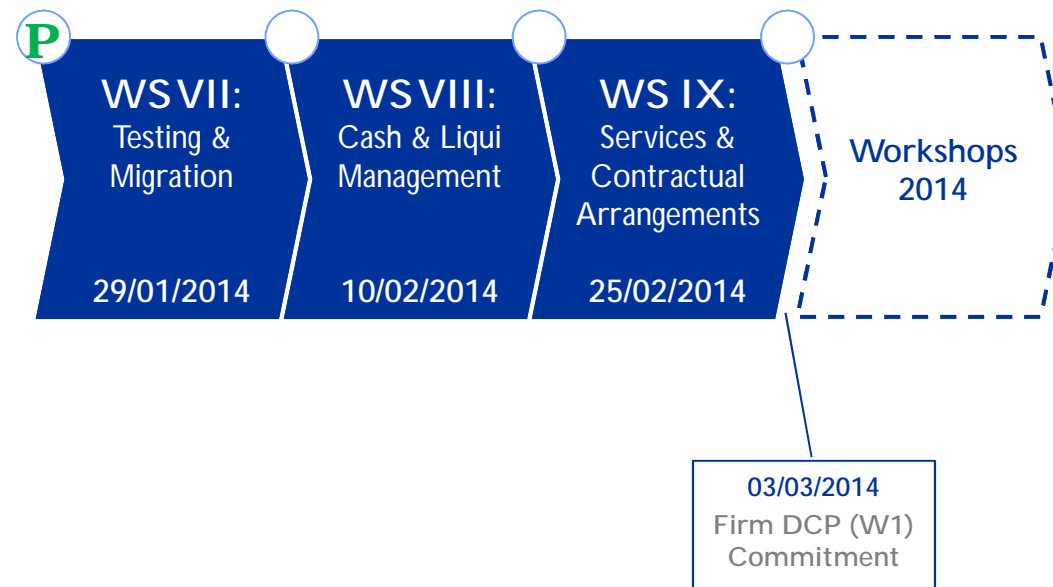 P
WS VII:
Testing &
Migration
29/01/2014
WS VIII:
Cash & Liqui
Management
10/02/2014
WS IX:
Services &
Contractual
Arrangements
25/02/2014
Workshops
2014
03/03/2014
Firm DCP (W1)
Commitment